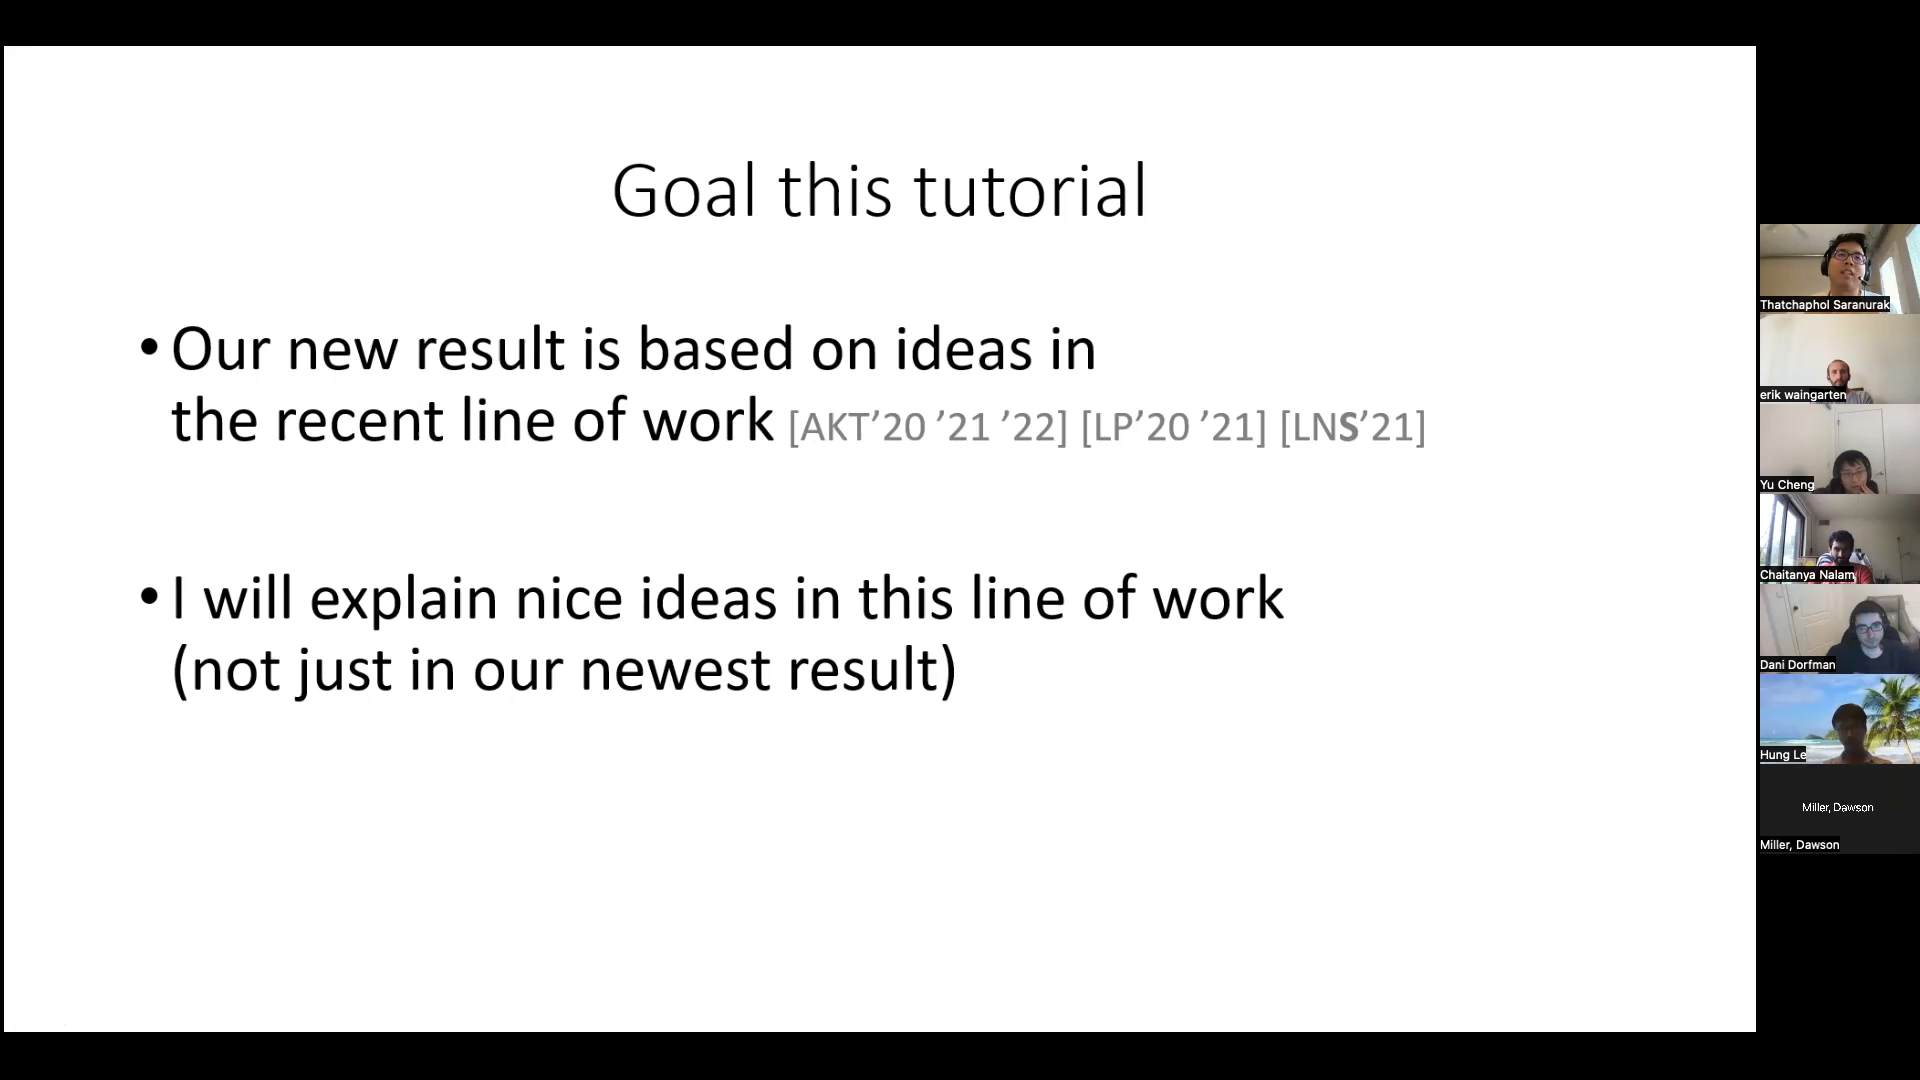 Goal this tutorial
• Our new result is based on ideas in
the recent line of work [AKT’20 ’21 ’22] [LP’20 ’21] [LNS’21]
• I will explain nice ideas in this line of work
(not just in our newest result)
Thatchaphol Saranurak
erik waingarten
Yu Cheng
Chaitanya Nalam
Dani Dorfman
Hung Le
Miller, Dawson
Miller, Dawson